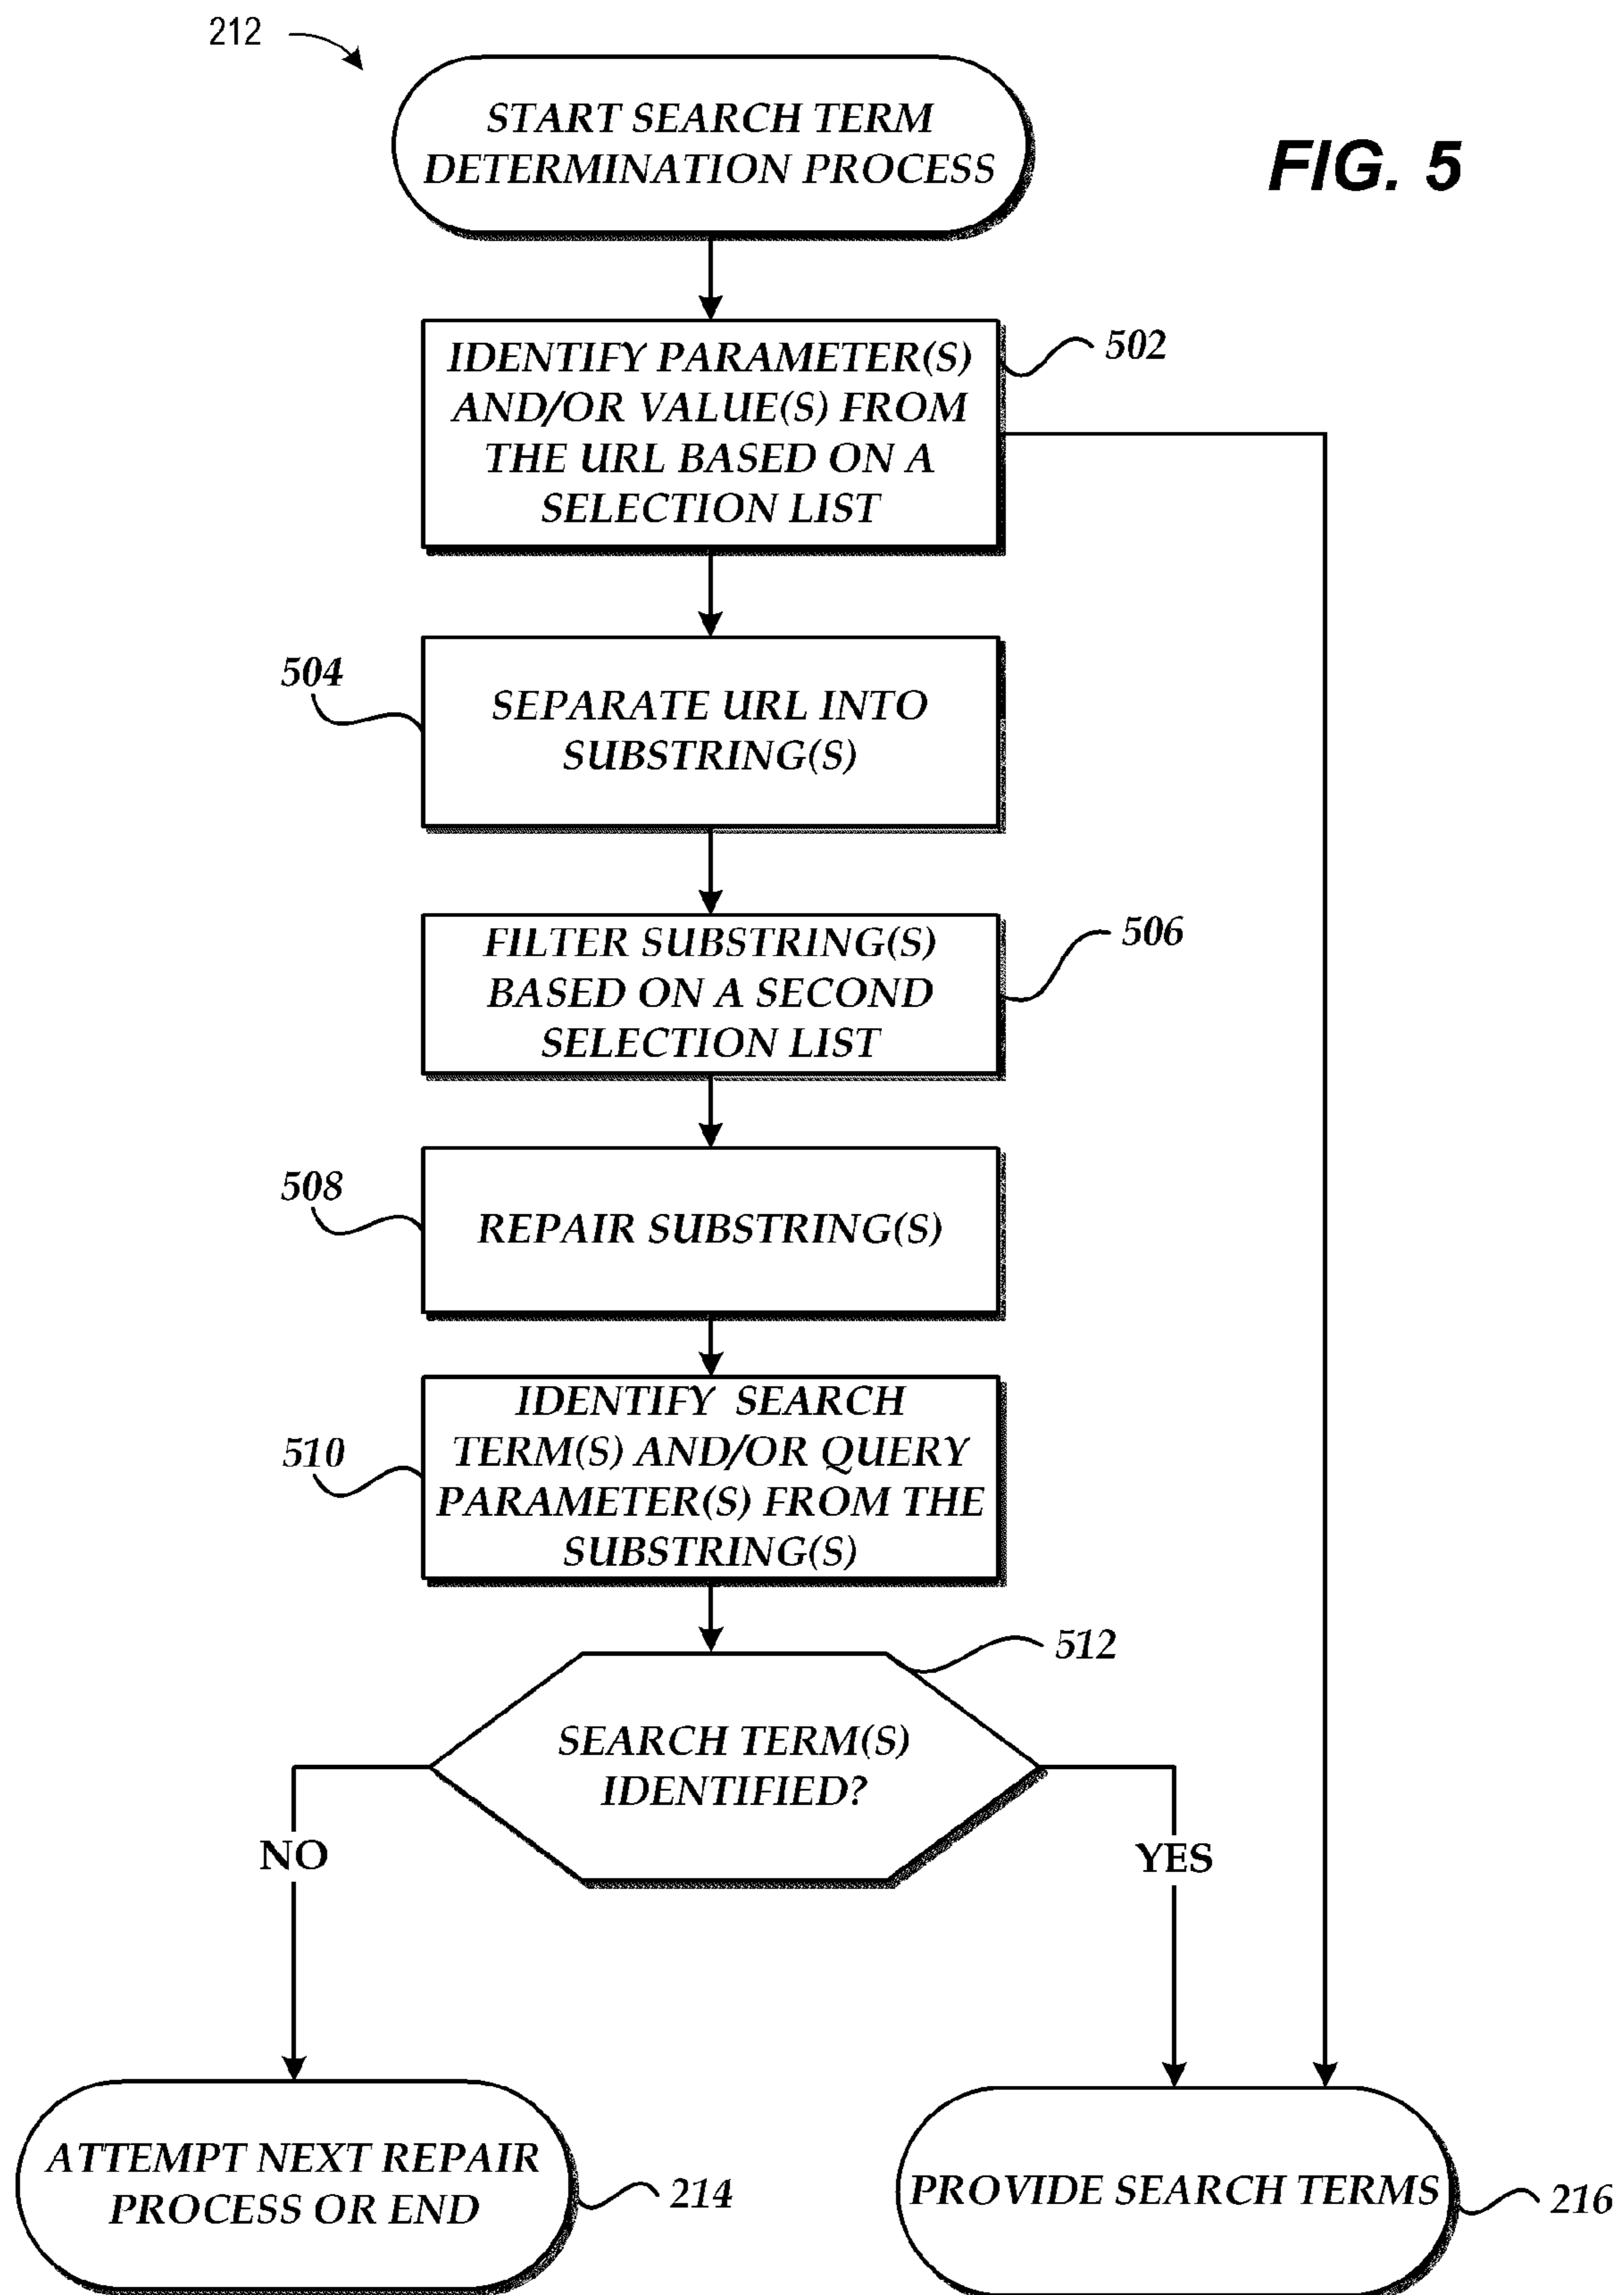 212
START SEARCH TERM
DETERMINATION PROCESS
FIG. 5
IDENTIFY PARAMETER(S)
AND/OR VALUE(S) FROM
THE URL BASED ON A
SELECTION LIST
502
504
SEPARATE URL INTO
SUBSTRING(S)
FILTER SUBSTRING(S)
BASED ON A SECOND
SELECTION LIST
506
508
REPAIR SUBSTRING(S)
510
IDENTIFY SEARCH
TERM(S) AND/OR QUERY
PARAMETER(S) FROM THE
SUBSTRING(S)
512
SEARCH TERM(S)
IDENTIFIED?
NO
YES
ATTEMPT NEXT REPAIR
PROCESS OR END
214
PROVIDE SEARCH TERMS
216